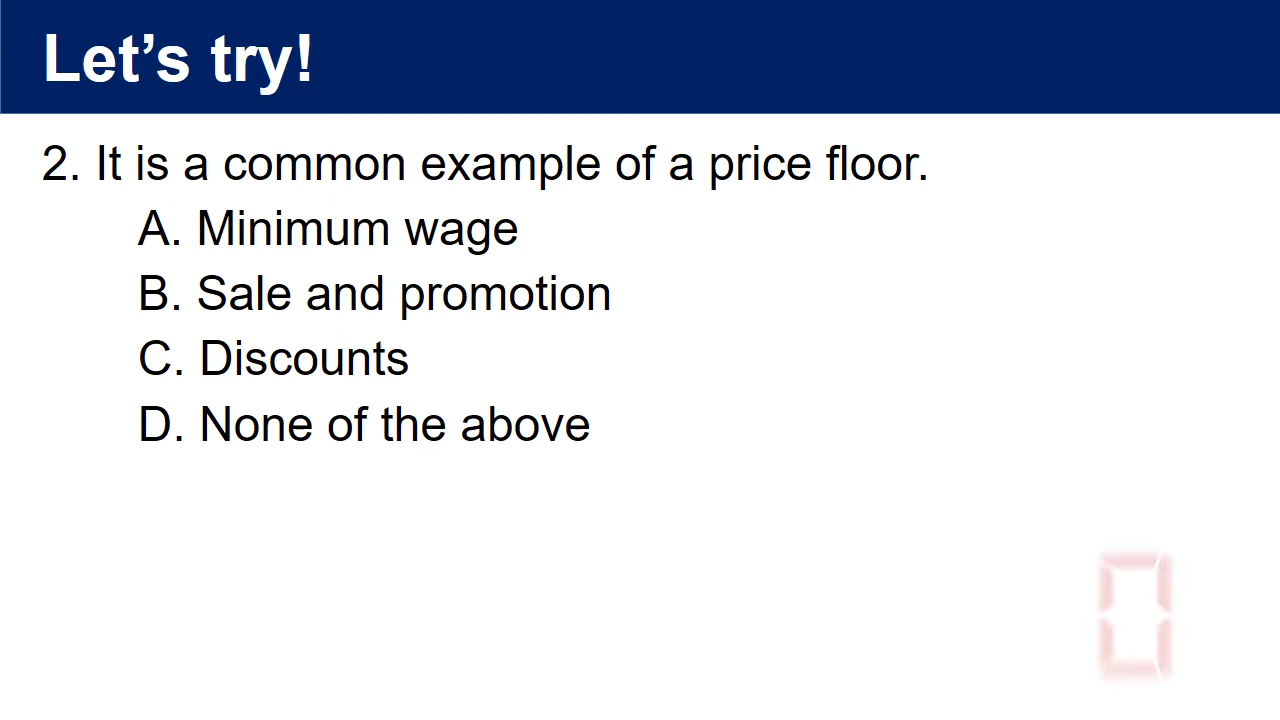 Let’s try!
2. It is a common example of a price floor.
A. Minimum wage
B. Sale and promotion
C. Discounts
D. None of the above
0